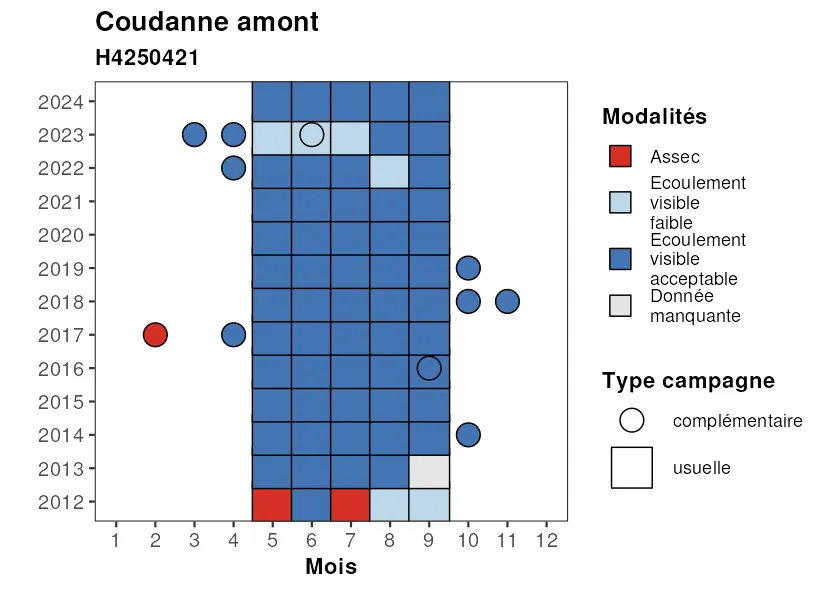 Coudanne amont
H4250421
2024
2023
2022
2021
2020
2019
2018
2017
2016
2015
2014
2013
2012
1 2 3 4 5 6 7 8 9 10 11 12
Mois
Modalités
Assec
Ecoulement
visible
faible
Ecoulement
visible
acceptable
Donnée
manquante
Type campagne
complémentaire
usuelle